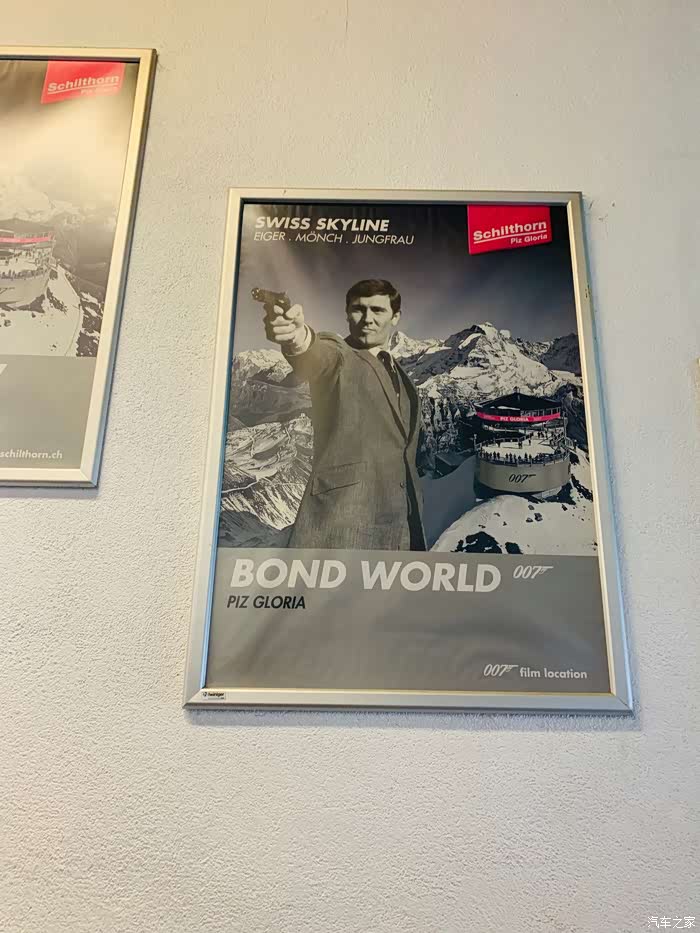 Schilthorn
Piz Gloria
schilthorn.ch
SWISS SKYLINE
EIGER . MÖNCH . JUNGFRAU
Schilthorn
Piz Gloria
PIZ GLORIA
007
BOND WORLD 007
PIZ GLORIA
007 film location
heiniger
汽车之家